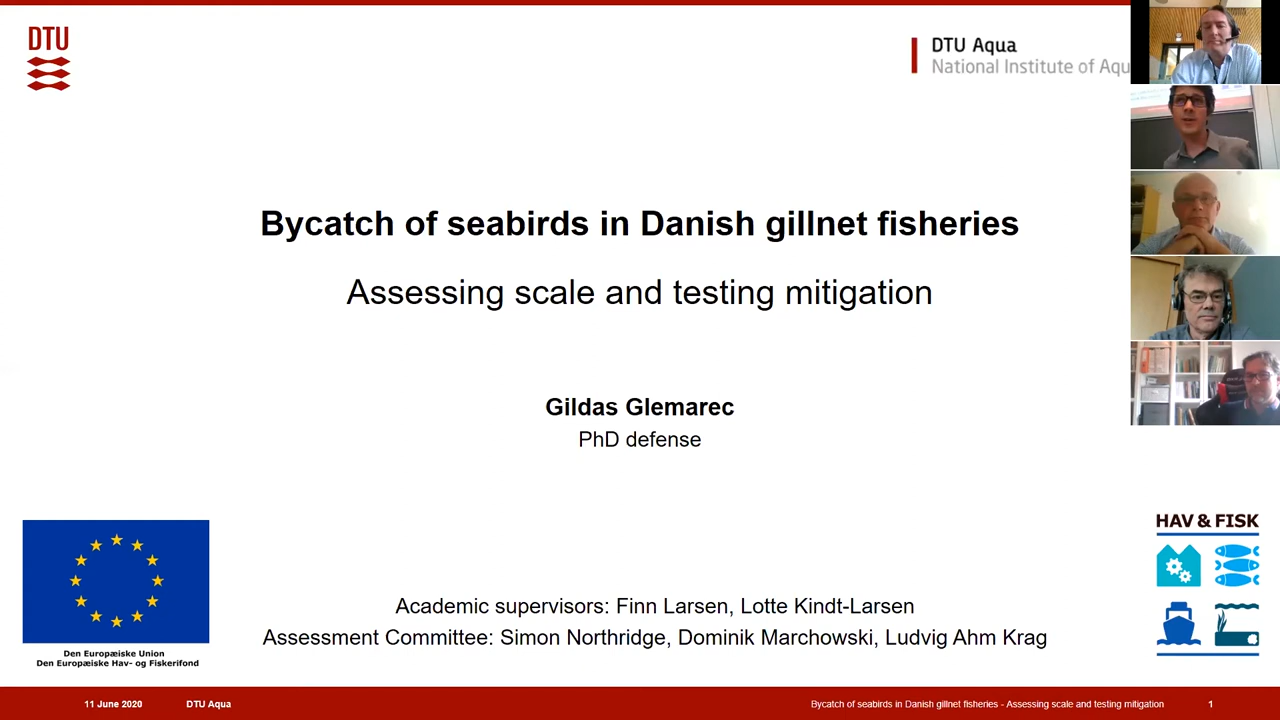 DTU
DTU Aqua
National Institute of Aqu
Bycatch of seabirds in Danish gillnet fisheries
Assessing scale and testing mitigation
Gildas Glemarec
PhD defense
HAV & FISK
Academic supervisors: Finn Larsen, Lotte Kindt-Larsen
Assessment Committee: Simon Northridge, Dominik Marchowski, Ludvig Ahm Krag
Den Europæiske Union
Den Europæiske Hav- og Fiskerifond
11 June 2020 DTU Aqua Bycatch of seabirds in Danish gillnet fisheries - Assessing scale and testing mitigation 1